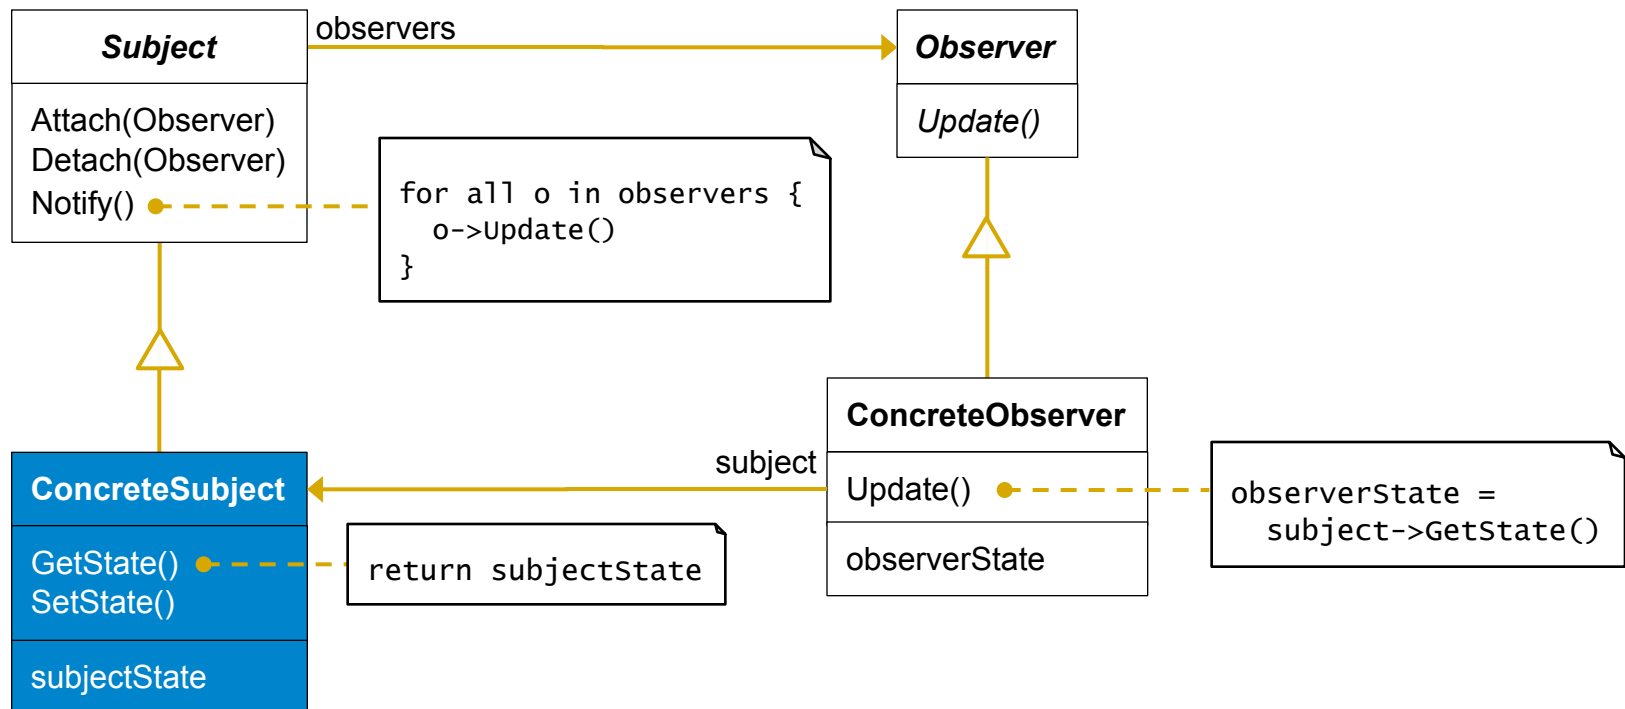 Subject
observers
Observer
Attach(Observer)
Detach(Observer)
Notify()
Update()
for all o in observers {
  o->Update()
}
ConcreteObserver
subject
Update()
observerState
observerState =
  subject->GetState()
ConcreteSubject
GetState()
SetState()
subjectState
return subjectState